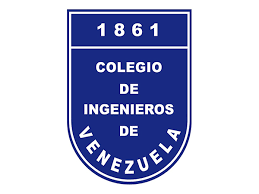 1861
COLEGIO
DE
INGENIEROS
DE
VENEZUELA